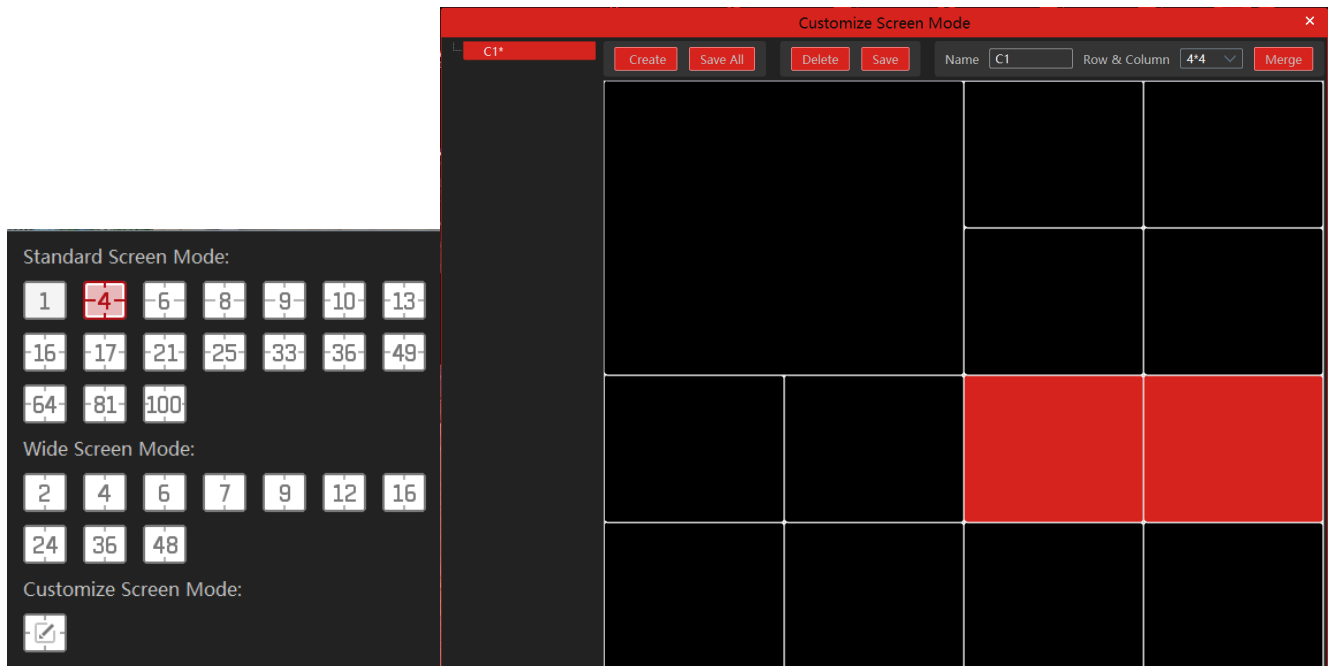 Customize Screen Mode ×
C1*
Create Save All Delete Save Name C1 Row & Column 4*4 Merge
Standard Screen Mode:
1 4 6 8 9 10 13
16 17 21 25 33 36 49
64 81 100
Wide Screen Mode:
2 4 6 7 9 12 16
24 36 48
Customize Screen Mode: